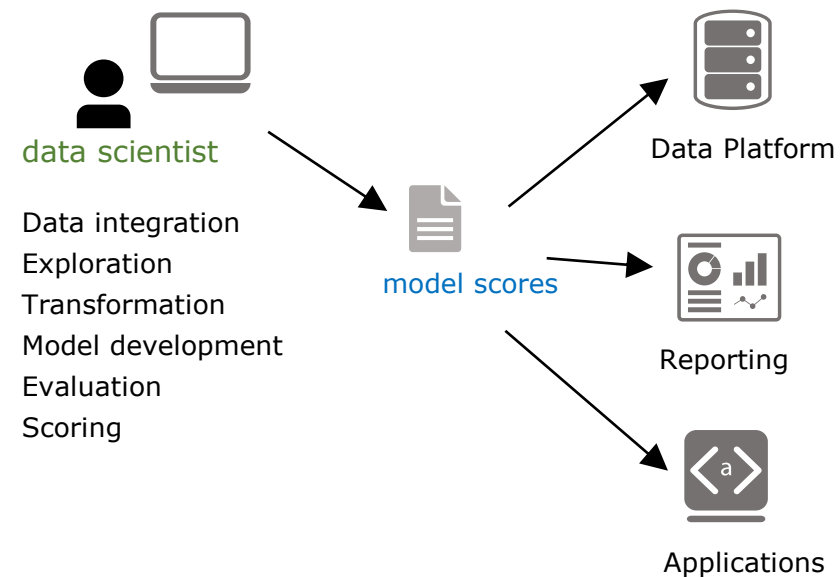 data scientist
Data integration
Exploration
Transformation
Model development
Evaluation
Scoring
model scores
Data Platform
Reporting
a
Applications